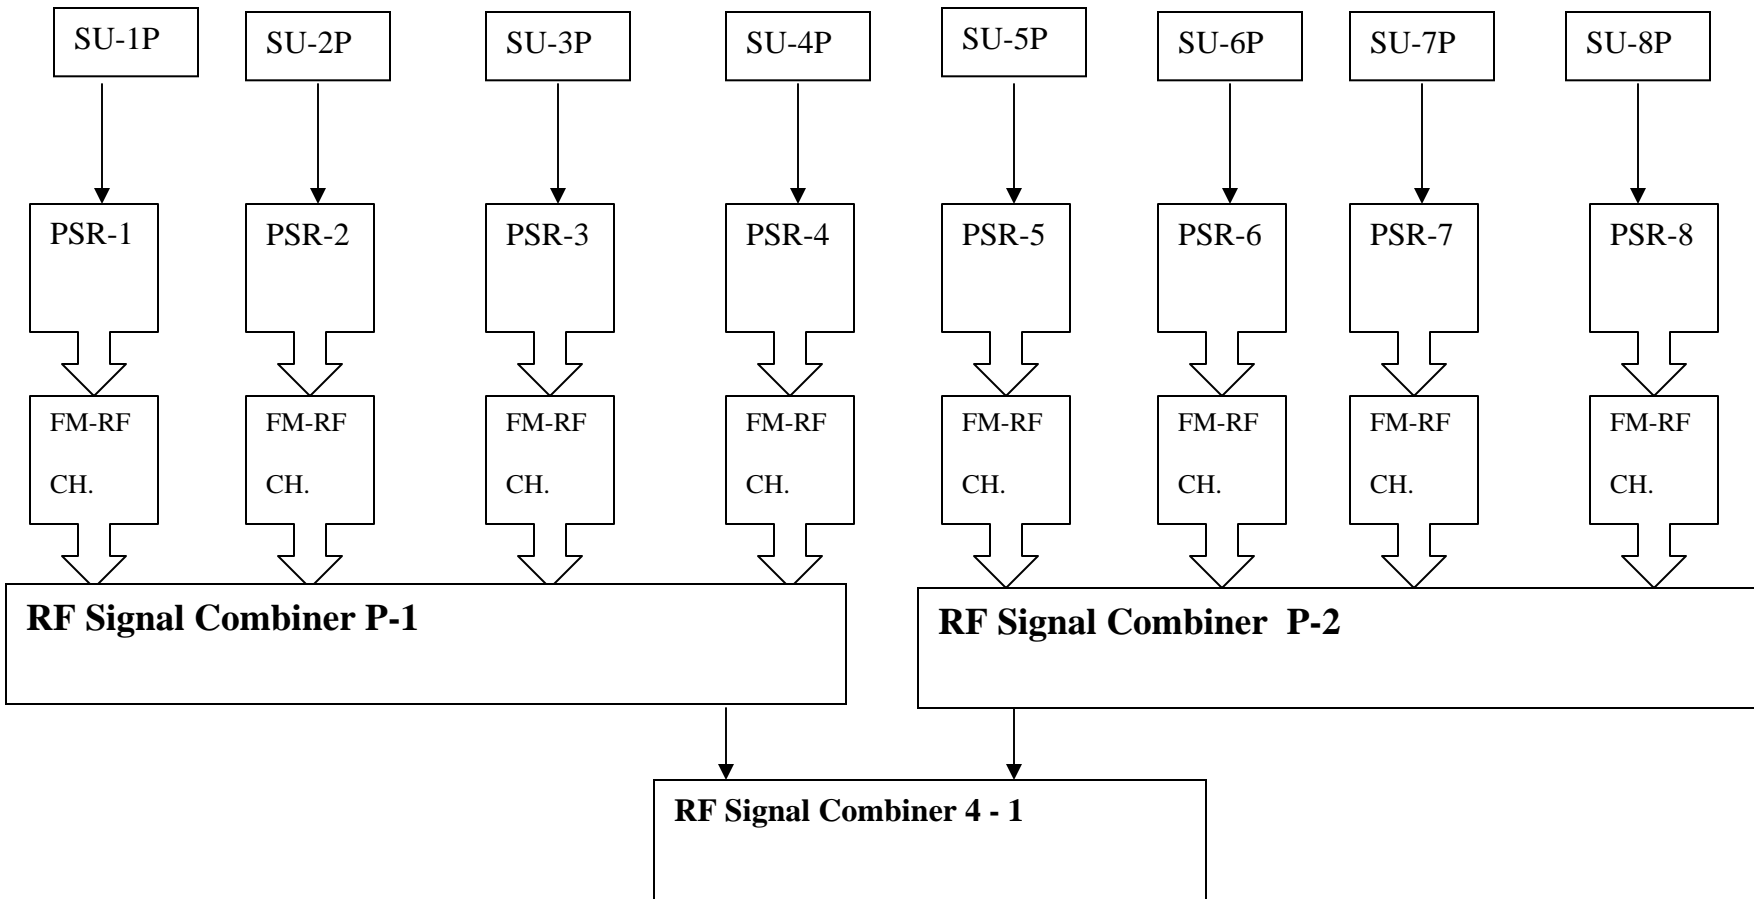 SU-1P
SU-2P
SU-3P
SU-4P
SU-5P
SU-6P
SU-7P
SU-8P
PSR-1
PSR-2
PSR-3
PSR-4
PSR-5
PSR-6
PSR-7
PSR-8
FM-RF
CH.
FM-RF
CH.
FM-RF
CH.
FM-RF
CH.
FM-RF
CH.
FM-RF
CH.
FM-RF
CH.
FM-RF
CH.
RF Signal Combiner P-1
RF Signal Combiner P-2
RF Signal Combiner 4 - 1